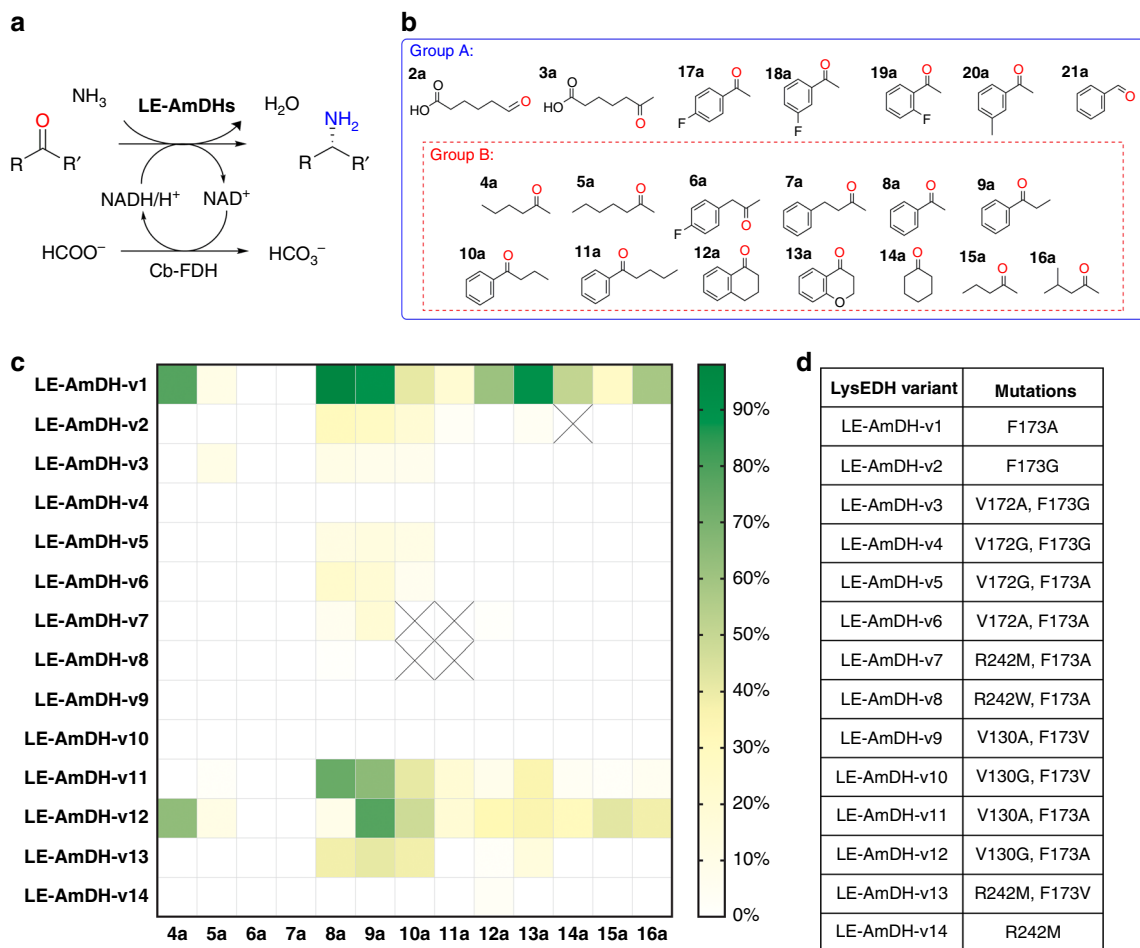 a
NH₃
LE-AmDHs
H₂O
O
NH₂
R
R′
R
R′
NADH/H⁺
NAD⁺
HCOO⁻
HCO₃⁻
Cb-FDH
b
Group A:
2a
3a
17a
18a
19a
20a
21a
O
HO
O
O
HO
O
O
F
O
F
O
F
O
O
Group B:
4a
5a
6a
7a
8a
9a
O
O
F
O
O
O
O
10a
11a
12a
13a
14a
15a
16a
O
O
O
O
O
O
O
O
c
LE-AmDH-v1
LE-AmDH-v2
LE-AmDH-v3
LE-AmDH-v4
LE-AmDH-v5
LE-AmDH-v6
LE-AmDH-v7
LE-AmDH-v8
LE-AmDH-v9
LE-AmDH-v10
LE-AmDH-v11
LE-AmDH-v12
LE-AmDH-v13
LE-AmDH-v14
4a 5a 6a 7a 8a 9a 10a 11a 12a 13a 14a 15a 16a
90%
80%
70%
60%
50%
40%
30%
20%
10%
0%
d
LysEDH variant Mutations
LE-AmDH-v1 F173A
LE-AmDH-v2 F173G
LE-AmDH-v3 V172A, F173G
LE-AmDH-v4 V172G, F173G
LE-AmDH-v5 V172G, F173A
LE-AmDH-v6 V172A, F173A
LE-AmDH-v7 R242M, F173A
LE-AmDH-v8 R242W, F173A
LE-AmDH-v9 V130A, F173V
LE-AmDH-v10 V130G, F173V
LE-AmDH-v11 V130A, F173A
LE-AmDH-v12 V130G, F173A
LE-AmDH-v13 R242M, F173V
LE-AmDH-v14 R242M